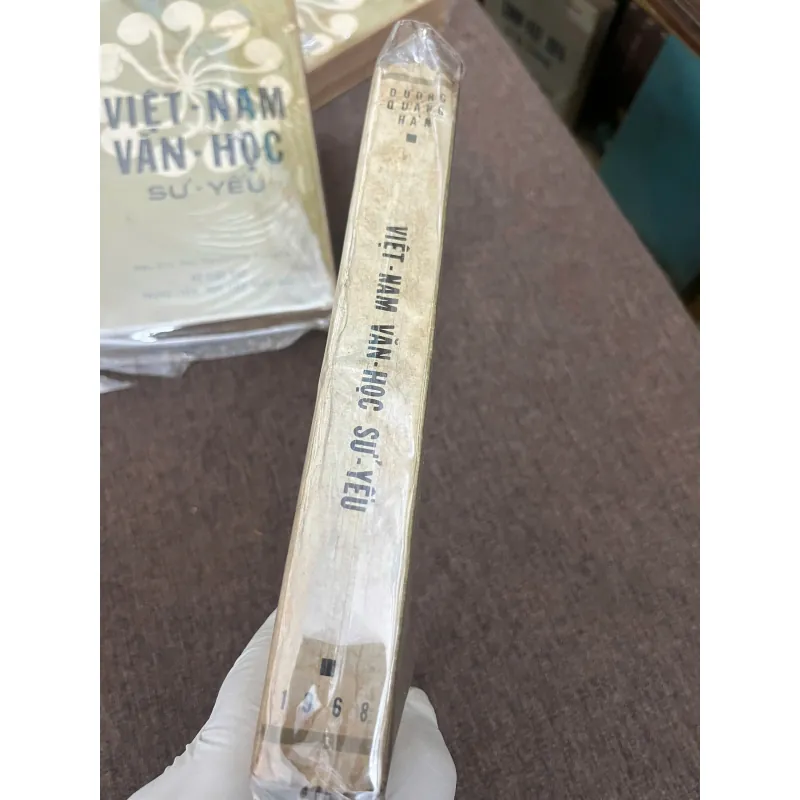 VIỆT-NAM
VĂN-HỌC
SỬ-YẾU
DƯƠNG
QUẢNG
HÀM
VIỆT-NAM VĂN-HỌC SỬ-YẾU
1968